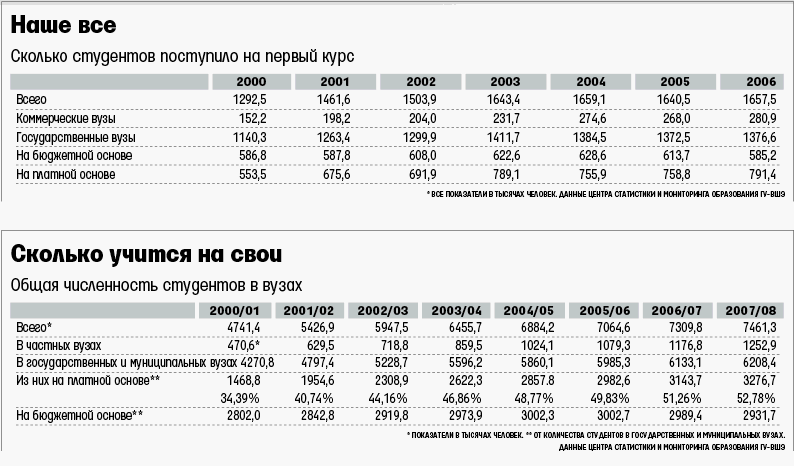 Наше все
Сколько студентов поступило на первый курс
2000 2001 2002 2003 2004 2005 2006
Всего 1292,5 1461,6 1503,9 1643,4 1659,1 1640,5 1657,5
Коммерческие вузы 152,2 198,2 204,0 231,7 274,6 268,0 280,9
Государственные вузы 1140,3 1263,4 1299,9 1411,7 1384,5 1372,5 1376,6
На бюджетной основе 586,8 587,8 608,0 622,6 628,6 613,7 585,2
На платной основе 553,5 675,6 691,9 789,1 755,9 758,8 791,4
* ВСЕ ПОКАЗАТЕЛИ В ТЫСЯЧАХ ЧЕЛОВЕК. ДАННЫЕ ЦЕНТРА СТАТИСТИКИ И МОНИТОРИНГА ОБРАЗОВАНИЯ ГУ-ВШЭ
Сколько учится на свои
Общая численность студентов в вузах
2000/01 2001/02 2002/03 2003/04 2004/05 2005/06 2006/07 2007/08
Всего* 4741,4 5426,9 5947,5 6455,7 6884,2 7064,6 7309,8 7461,3
В частных вузах 470,6* 629,5 718,8 859,5 1024,1 1079,3 1176,8 1252,9
В государственных и муниципальных вузах 4270,8 4797,4 5228,7 5596,2 5860,1 5985,3 6133,1 6208,4
Из них на платной основе** 1468,8 1954,6 2308,9 2622,3 2857.8 2982,6 3143,7 3276,7
34,39% 40,74% 44,16% 46,86% 48,77% 49,83% 51,26% 52,78%
На бюджетной основе** 2802,0 2842,8 2919,8 2973,9 3002,3 3002,7 2989,4 2931,7
* ПОКАЗАТЕЛИ В ТЫСЯЧАХ ЧЕЛОВЕК. ** ОТ КОЛИЧЕСТВА СТУДЕНТОВ В ГОСУДАРСТВЕННЫХ И МУНИЦИПАЛЬНЫХ ВУЗАХ.
ДАННЫЕ ЦЕНТРА СТАТИСТИКИ И МОНИТОРИНГА ОБРАЗОВАНИЯ ГУ-ВШЭ